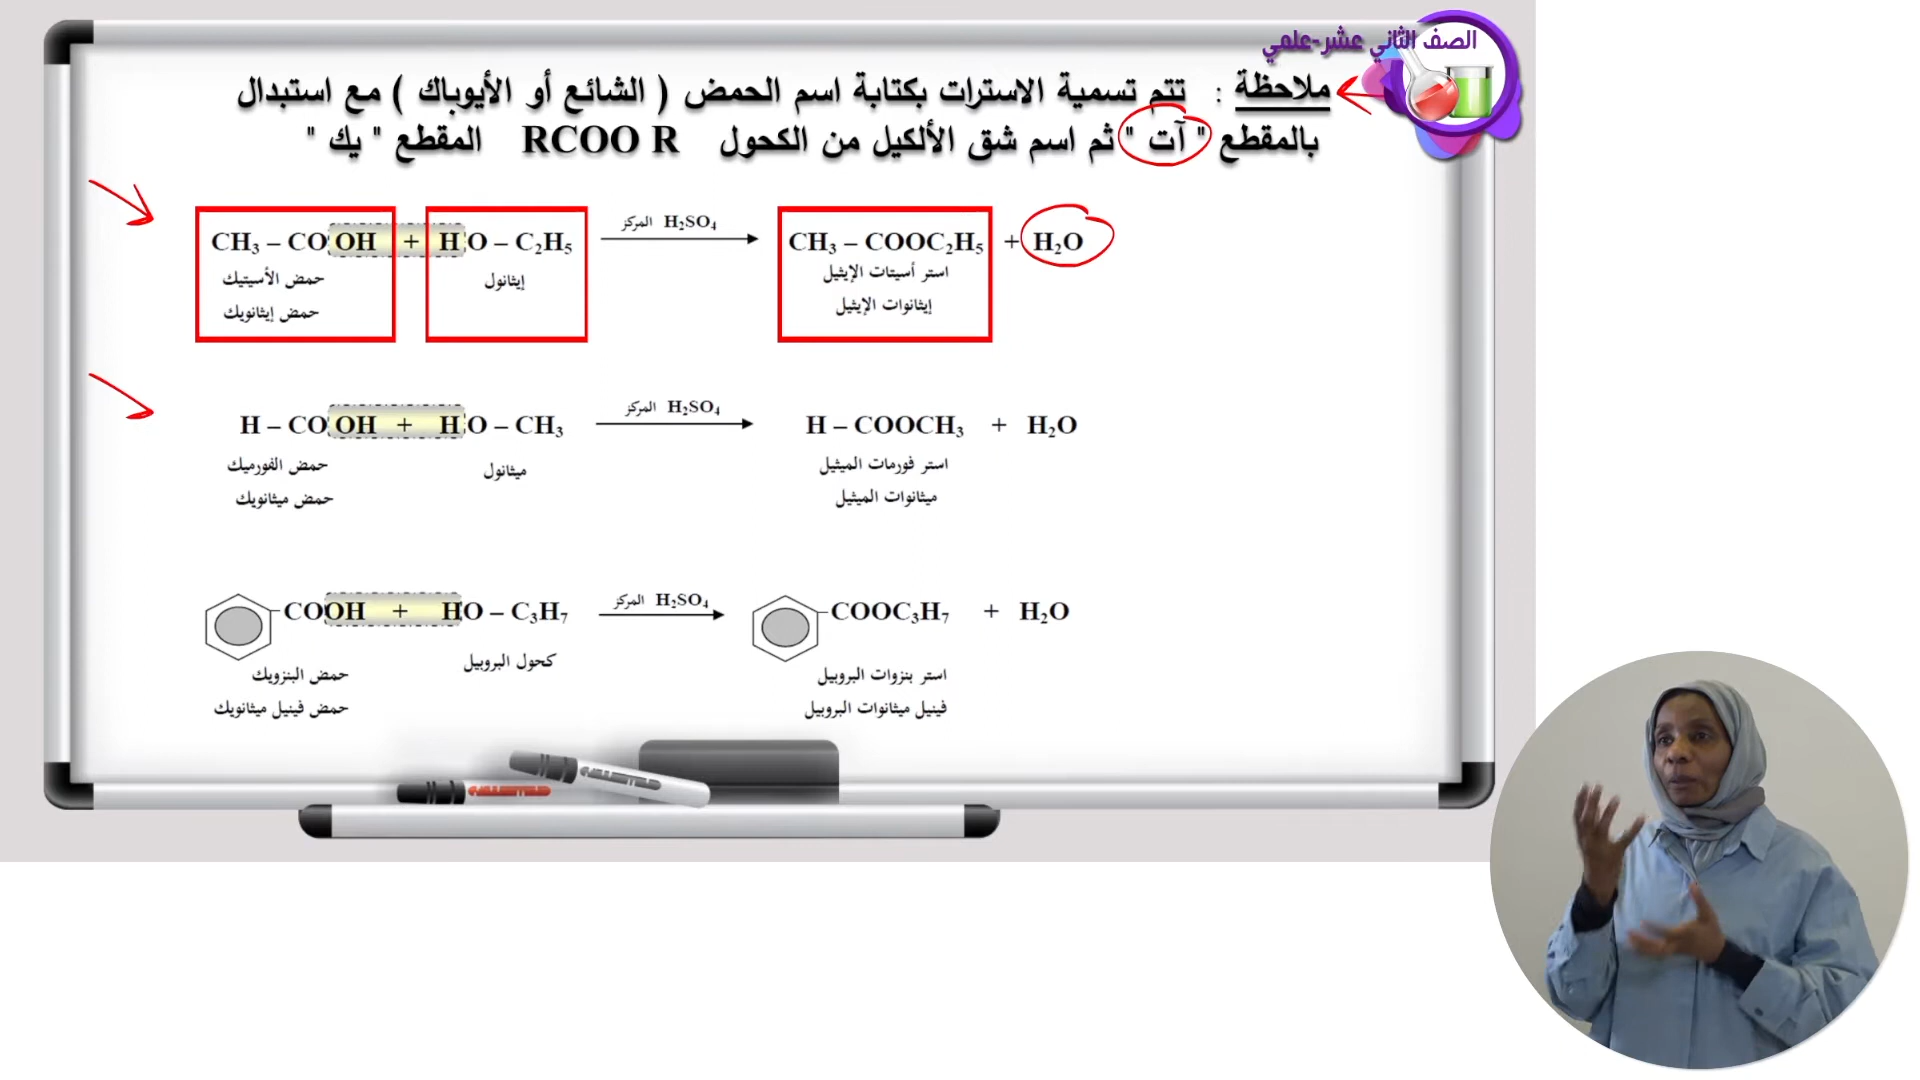 الصف الثاني عشر-علمي
ملاحظة : تتم تسمية الاسترات بكتابة اسم الحمض ( الشائع أو الأيوباك ) مع استبدال
بالمقطع " آت " ثم اسم شق الألكيل من الكحول RCOO R المقطع " يك "
CH₃ – COOH + HO – C₂H₅ H₂SO₄ المركز CH₃ – COOC₂H₅ + H₂O
حمض الأسيتيك إيثانول استر أسيتات الإيثيل
حمض إيثانويك إيثانوات الإيثيل
H – COOH + HO – CH₃ H₂SO₄ المركز H – COOCH₃ + H₂O
حمض الفورميك ميثانول استر فورمات الميثيل
حمض ميثانويك ميثانوات الميثيل
COOH + HO – C₃H₇ H₂SO₄ المركز COOC₃H₇ + H₂O
حمض البنزويك كحول البروبيل استر بنزوات البروبيل
حمض فينيل ميثانويك فينيل ميثانوات البروبيل